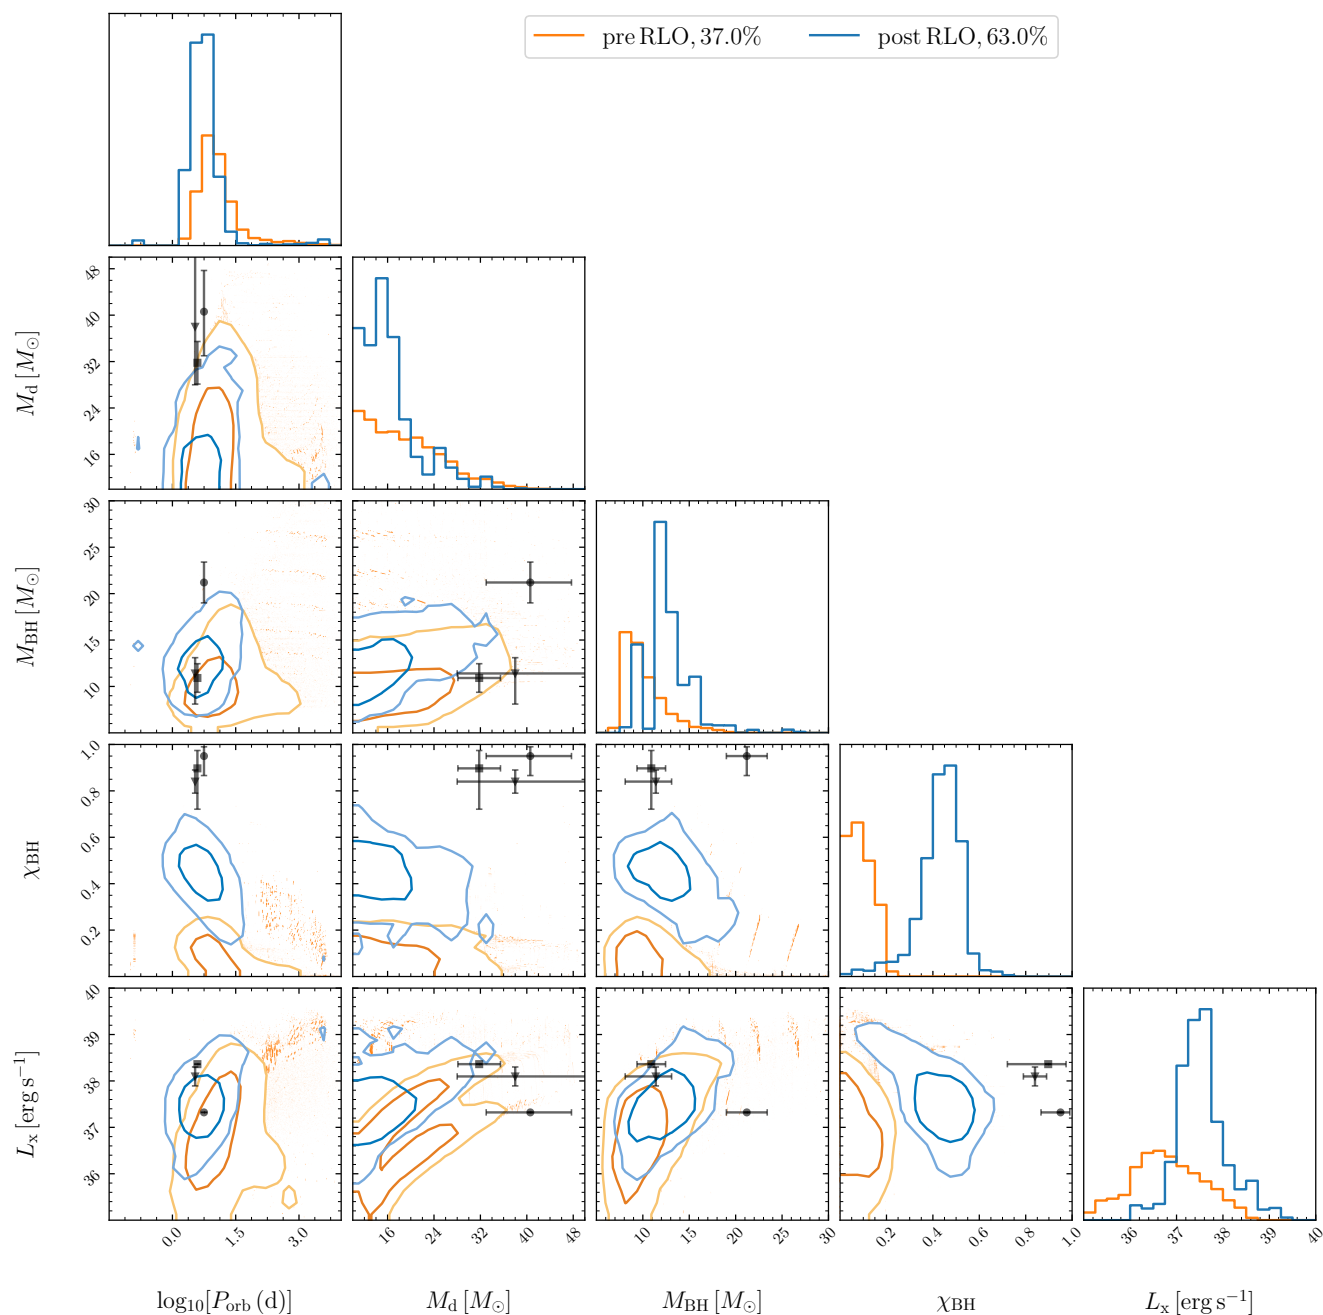 pre RLO, 37.0% post RLO, 63.0%
48
40
32
24
16
M_d [M_⊙]
30
25
20
15
10
M_BH [M_⊙]
1.0
0.8
0.6
0.4
0.2
χ_BH
40
39
38
37
36
L_x [erg s⁻¹]
0.0 1.5 3.0 16 24 32 40 48 10 15 20 25 30 0.2 0.4 0.6 0.8 1.0 36 37 38 39 40
log₁₀[P_orb (d)] M_d [M_⊙] M_BH [M_⊙] χ_BH L_x [erg s⁻¹]